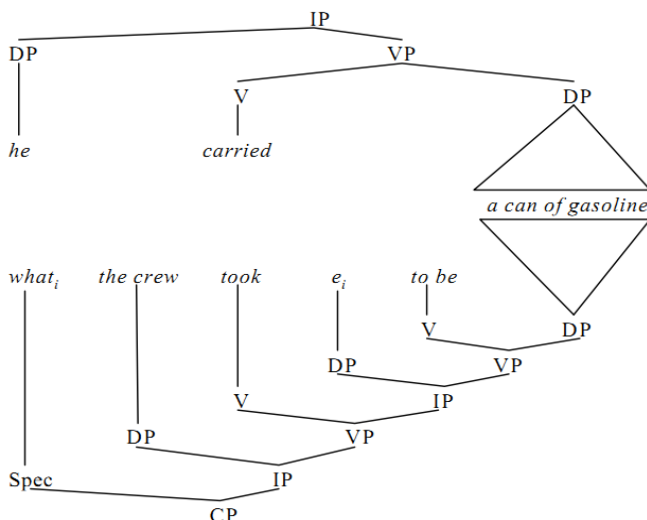 IP
DP VP
V DP
he carried
a can of gasoline
what_i the crew took e_i to be
V DP
DP VP
V IP
DP VP
Spec IP
CP